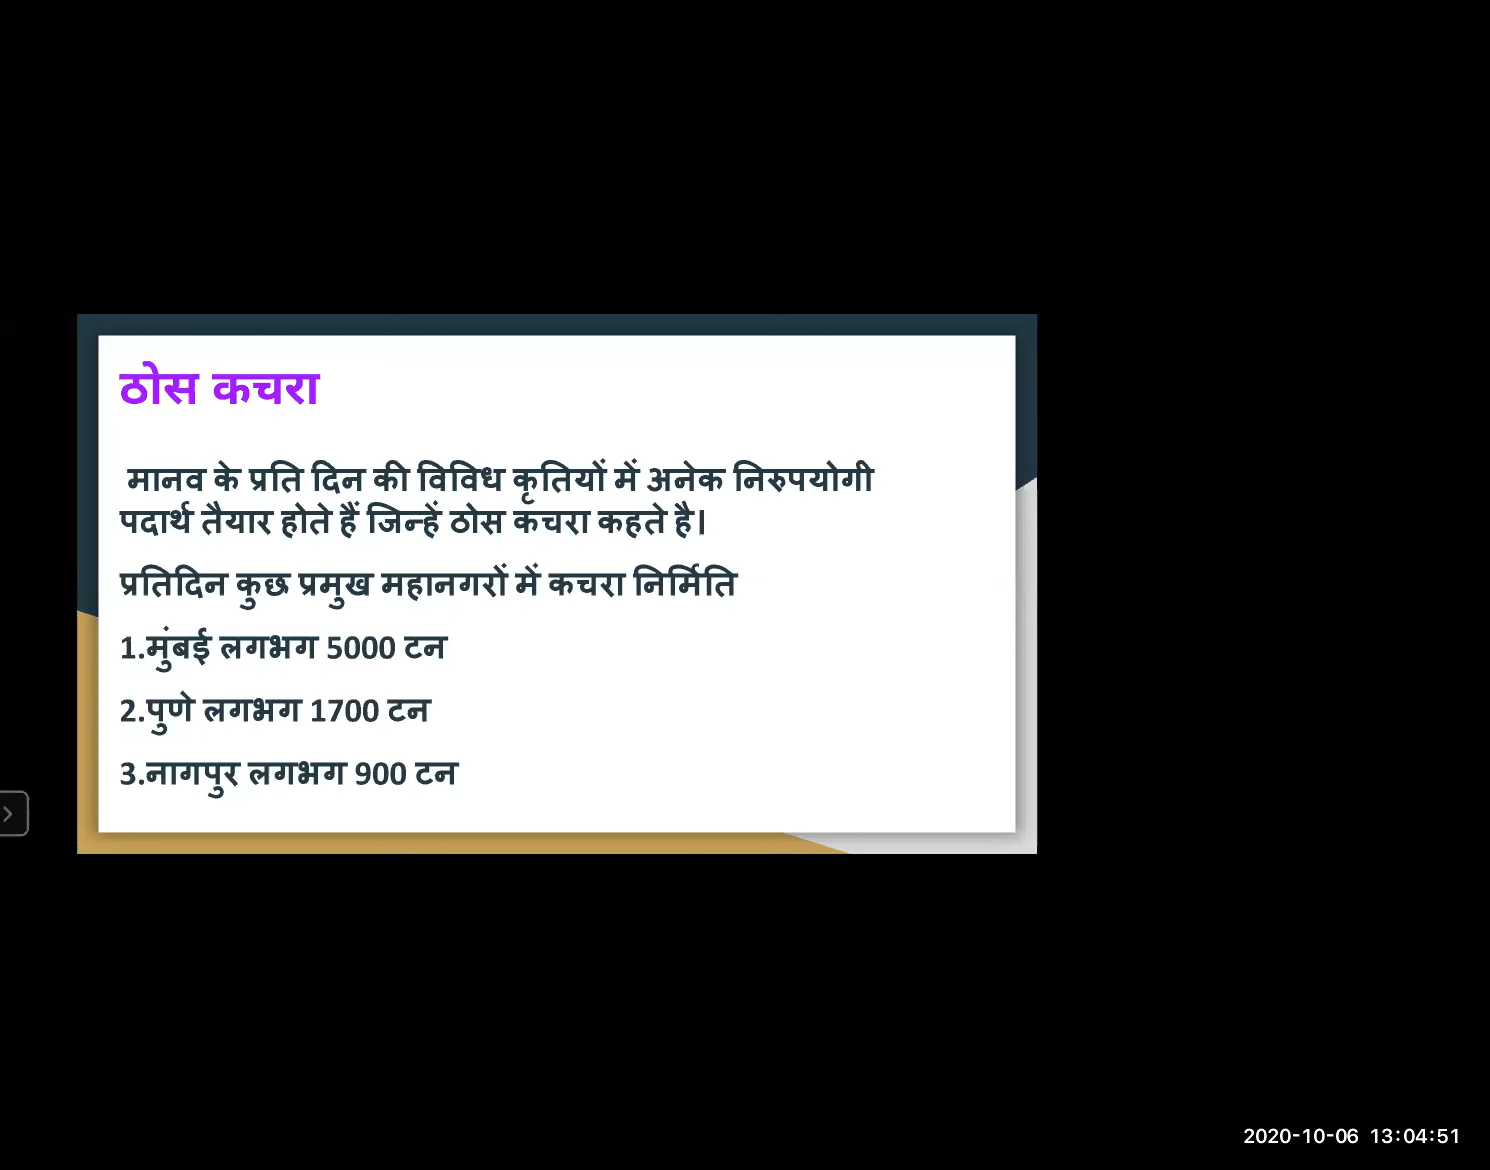 ठोस कचरा
मानव के प्रति दिन की विविध कृतियों में अनेक निरुपयोगी
पदार्थ तैयार होते हैं जिन्हें ठोस कचरा कहते है।
प्रतिदिन कुछ प्रमुख महानगरों में कचरा निर्मिति
1.मुंबई लगभग 5000 टन
2.पुणे लगभग 1700 टन
3.नागपुर लगभग 900 टन
2020-10-06 13:04:51